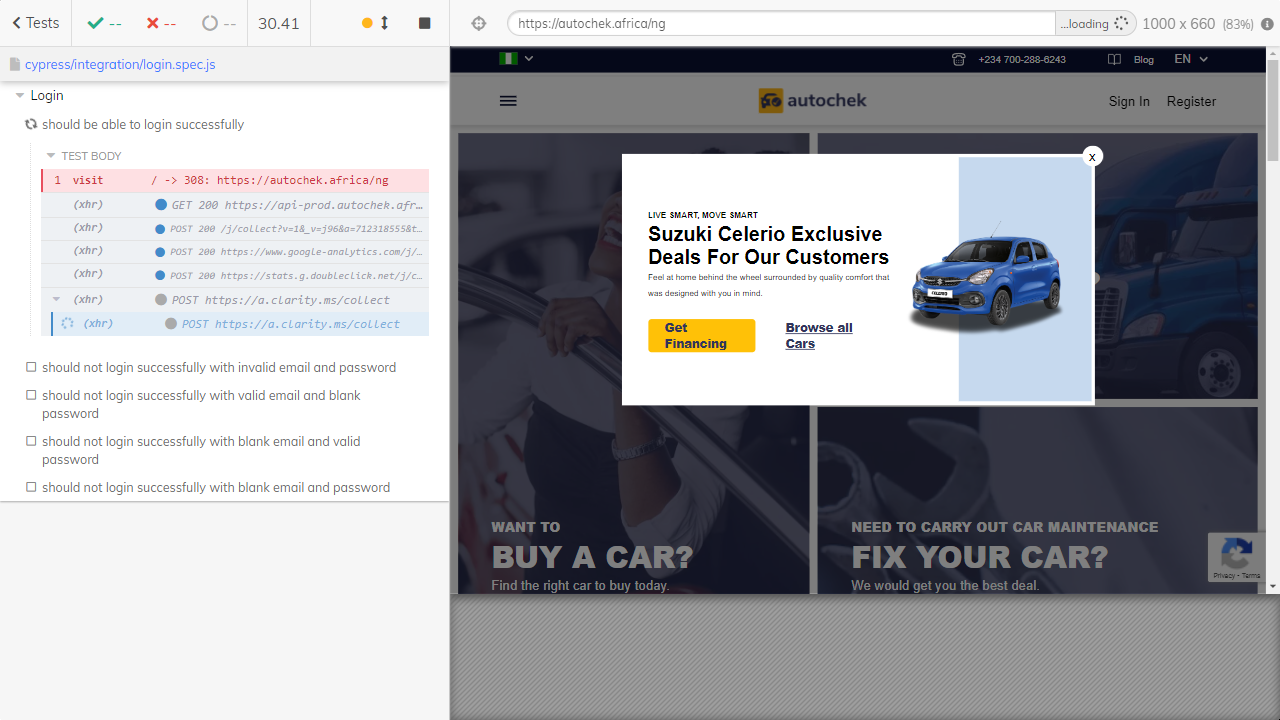 Tests
--
--
--
30.41
https://autochek.africa/ng
...loading
1000 x 660 (83%)
cypress/integration/login.spec.js
Login
should be able to login successfully
TEST BODY
1 visit / -> 308: https://autochek.africa/ng
(xhr) GET 200 https://api-prod.autochek.afr...
(xhr) POST 200 /j/collect?v=1&_v=j96&a=712318555&t...
(xhr) POST 200 https://www.google-analytics.com/j/...
(xhr) POST 200 https://stats.g.doubleclick.net/j/c...
(xhr) POST https://a.clarity.ms/collect
(xhr) POST https://a.clarity.ms/collect
should not login successfully with invalid email and password
should not login successfully with valid email and blank
password
should not login successfully with blank email and valid
password
should not login successfully with blank email and password
+234 700-288-6243
Blog
EN
autochek
Sign In
Register
x
LIVE SMART, MOVE SMART
Suzuki Celerio Exclusive
Deals For Our Customers
Feel at home behind the wheel surrounded by quality comfort that
was designed with you in mind.
Get
Financing
Browse all
Cars
CELERIO
WANT TO
BUY A CAR?
Find the right car to buy today.
NEED TO CARRY OUT CAR MAINTENANCE
FIX YOUR CAR?
We would get you the best deal.
Privacy - Terms